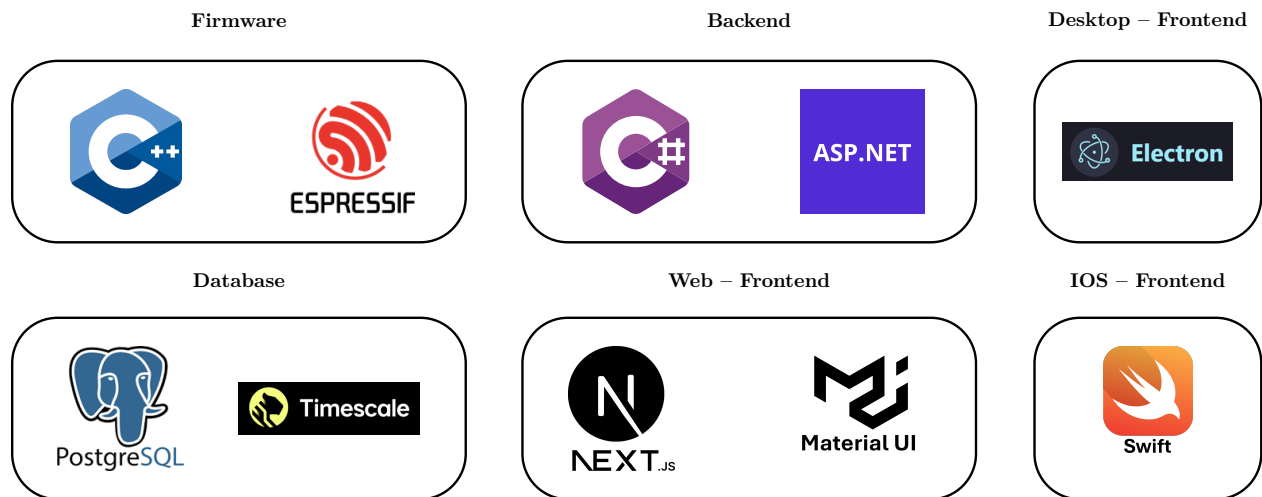 Firmware
Backend
Desktop – Frontend
C++
ESPRESSIF
C#
ASP.NET
Electron
Database
Web – Frontend
IOS – Frontend
PostgreSQL
Timescale
N
NEXT.JS
Material UI
Swift